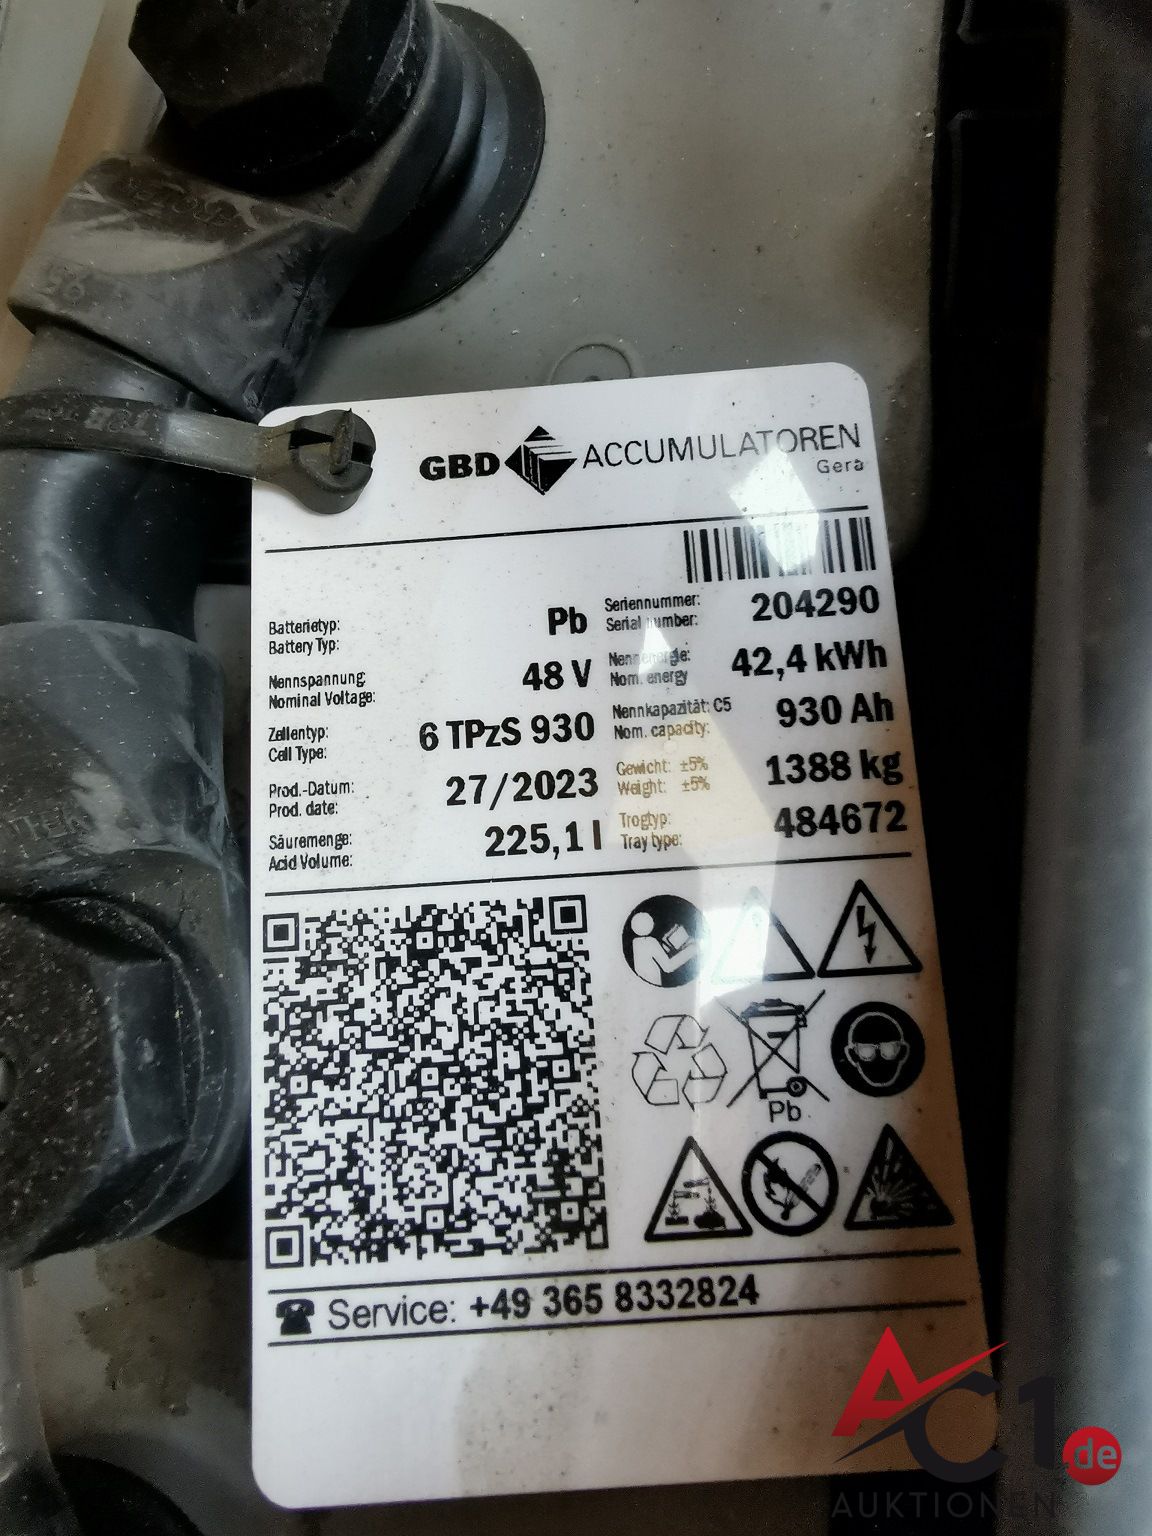 GBD ACCUMULATOREN
Gera
Batterietyp: Pb Seriennummer: 204290
Battery Typ: Serial number:
Nennspannung: 48 V Nennenergie: 42,4 kWh
Nominal Voltage: Nom. energy
Zellentyp: 6 TPzS 930 Nennkapazität: C5 930 Ah
Cell Type: Nom. capacity:
Prod.-Datum: 27/2023 Gewicht: ±5% 1388 kg
Prod. date: Weight: ±5%
Säuremenge: 225,1 l Trogtyp: 484672
Acid Volume: Tray type:
Pb
Service: +49 365 8332824
AC1.de
AUKTIONEN